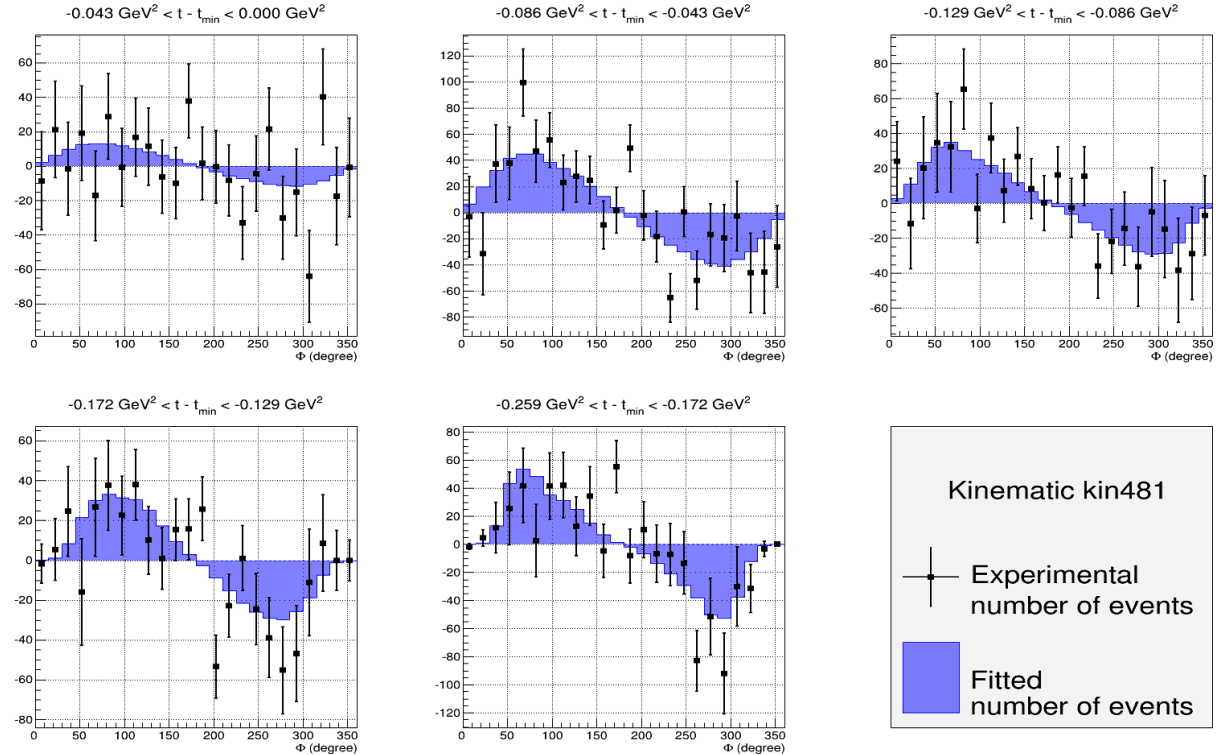 -0.043 GeV² < t - t_min < 0.000 GeV²
60
40
20
0
-20
-40
-60
-80
0 50 100 150 200 250 300 350
Φ (degree)
-0.086 GeV² < t - t_min < -0.043 GeV²
120
100
80
60
40
20
0
-20
-40
-60
-80
0 50 100 150 200 250 300 350
Φ (degree)
-0.129 GeV² < t - t_min < -0.086 GeV²
80
60
40
20
0
-20
-40
-60
0 50 100 150 200 250 300 350
Φ (degree)
-0.172 GeV² < t - t_min < -0.129 GeV²
60
40
20
0
-20
-40
-60
-80
0 50 100 150 200 250 300 350
Φ (degree)
-0.259 GeV² < t - t_min < -0.172 GeV²
80
60
40
20
0
-20
-40
-60
-80
-100
-120
0 50 100 150 200 250 300 350
Φ (degree)
Kinematic kin481
Experimental
number of events
Fitted
number of events